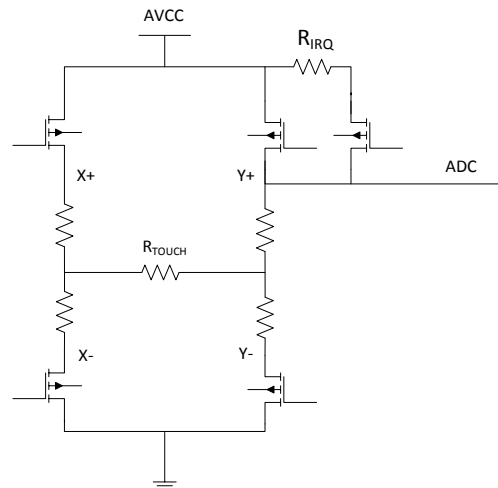 AVCC
R_IRQ
X+
Y+
ADC
R_TOUCH
X-
Y-